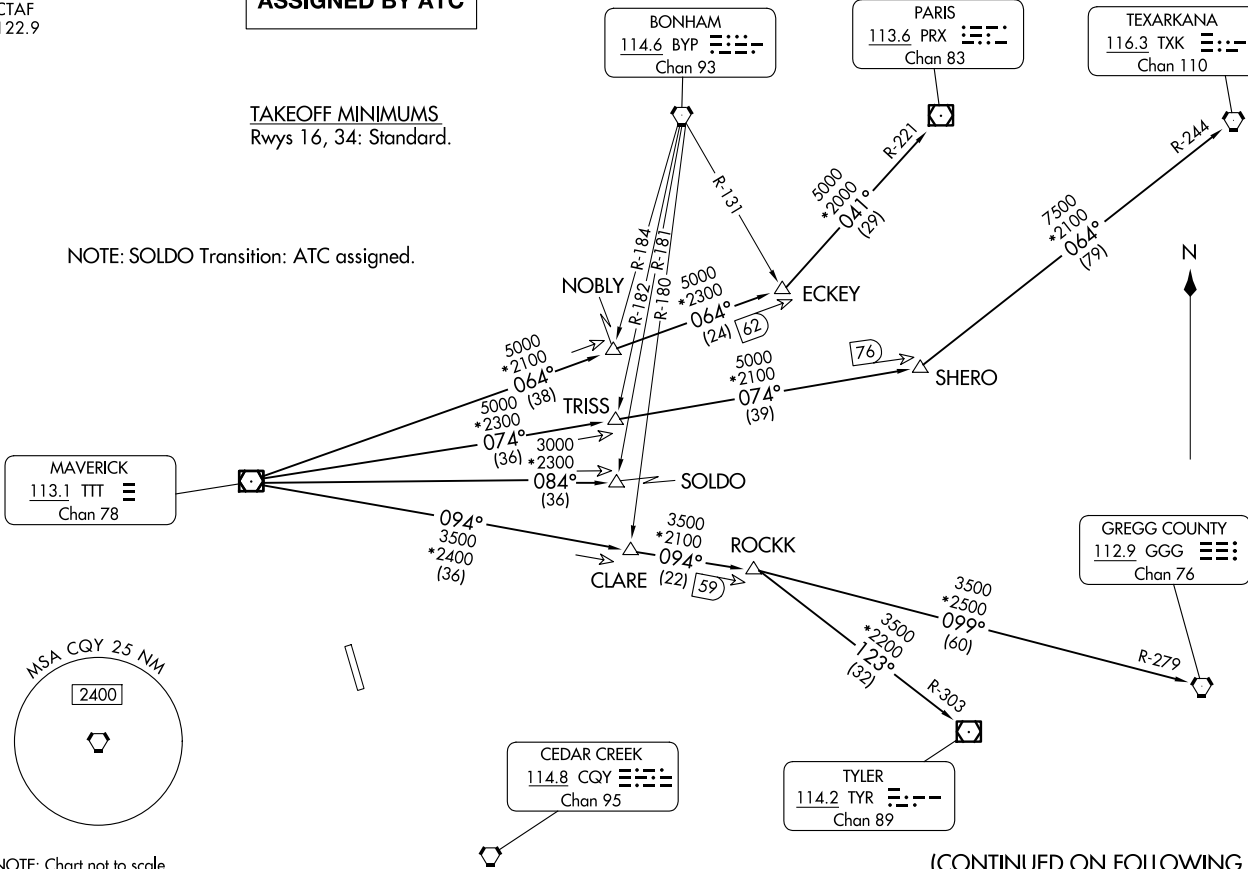 CTAF
122.9
ASSIGNED BY ATC
TAKEOFF MINIMUMS
Rwys 16, 34: Standard.
NOTE: SOLDO Transition: ATC assigned.
BONHAM
114.6 BYP
Chan 93
PARIS
113.6 PRX
Chan 83
TEXARKANA
116.3 TXK
Chan 110
R-221
R-244
R-131
5000
*2000
041°
(29)
7500
*2100
064°
(79)
N
R-184
R-181
R-182
R-180
NOBLY
5000
*2300
064°
(24)
62
ECKEY
5000
*2100
064°
(38)
76
SHERO
5000
*2100
074°
(39)
TRISS
5000
*2300
074°
(36)
3000
*2300
084°
(36)
SOLDO
MAVERICK
113.1 TTT
Chan 78
094°
3500
*2400
(36)
CLARE
3500
*2100
094°
(22)
59
ROCKK
GREGG COUNTY
112.9 GGG
Chan 76
3500
*2500
099°
(60)
R-279
3500
*2200
123°
(32)
R-303
MSA CQY 25 NM
2400
CEDAR CREEK
114.8 CQY
Chan 95
TYLER
114.2 TYR
Chan 89
NOTE: Chart not to scale
(CONTINUED ON FOLLOWING